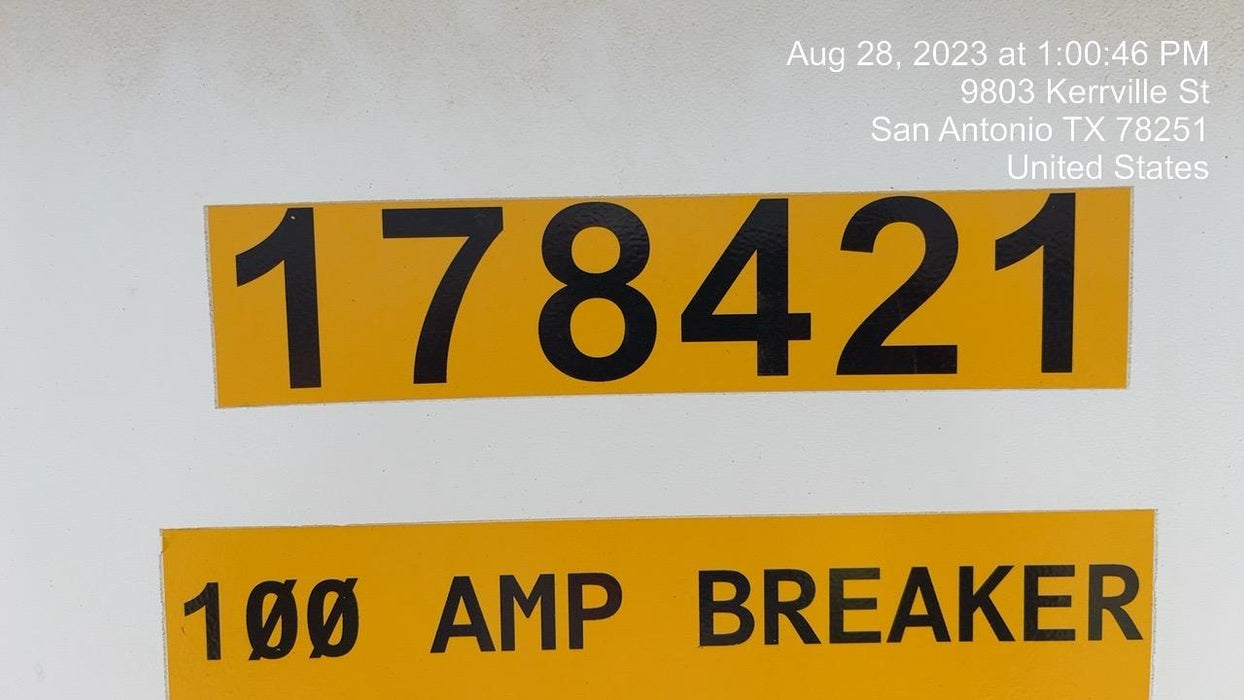 Aug 28, 2023 at 1:00:46 PM
9803 Kerrville St
San Antonio TX 78251
United States
178421
100 AMP BREAKER